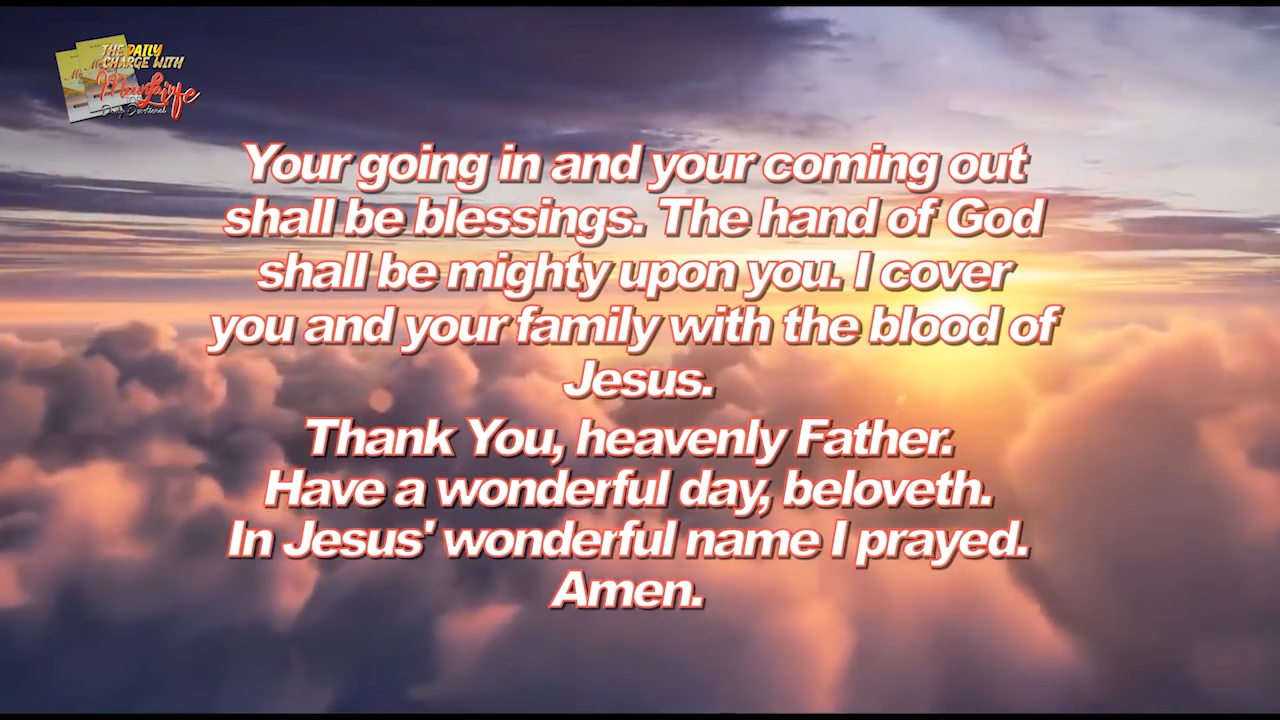 THE DAILY
CHARGE WITH
Daily Devotional
Your going in and your coming out
shall be blessings. The hand of God
shall be mighty upon you. I cover
you and your family with the blood of
Jesus.
Thank You, heavenly Father.
Have a wonderful day, beloveth.
In Jesus' wonderful name I prayed.
Amen.